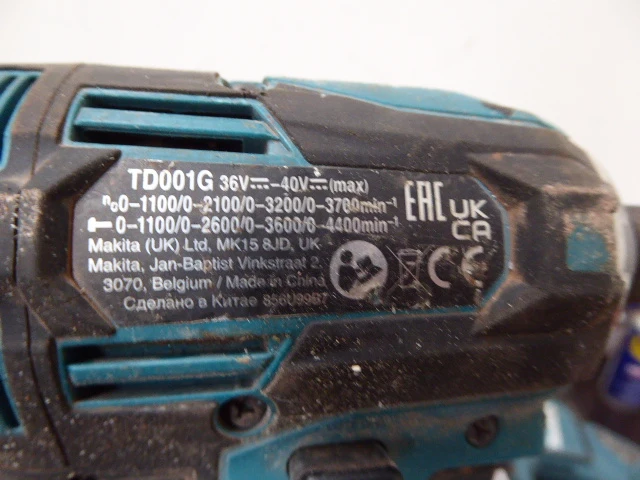 TD001G 36V⎓-40V⎓(max)
n₀0-1100/0-2100/0-3200/0-3700min⁻¹
0-1100/0-2600/0-3600/0-4400min⁻¹
Makita (UK) Ltd, MK15 8JD, UK
Makita, Jan-Baptist Vinkstraat 2,
3070, Belgium / Made in China
Сделано в Китае
EAC
UK
CA
CE